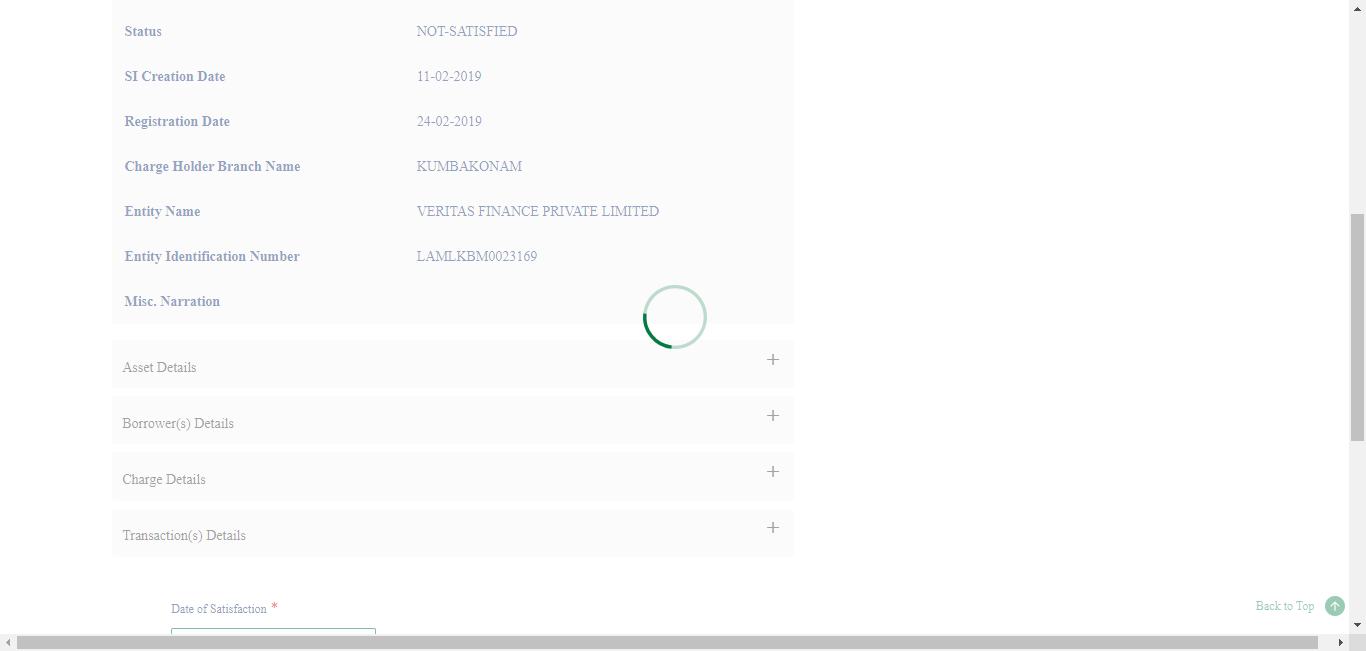 Status NOT-SATISFIED
SI Creation Date 11-02-2019
Registration Date 24-02-2019
Charge Holder Branch Name KUMBAKONAM
Entity Name VERITAS FINANCE PRIVATE LIMITED
Entity Identification Number LAMLKBM0023169
Misc. Narration
Asset Details +
Borrower(s) Details +
Charge Details +
Transaction(s) Details +
Date of Satisfaction *
Back to Top